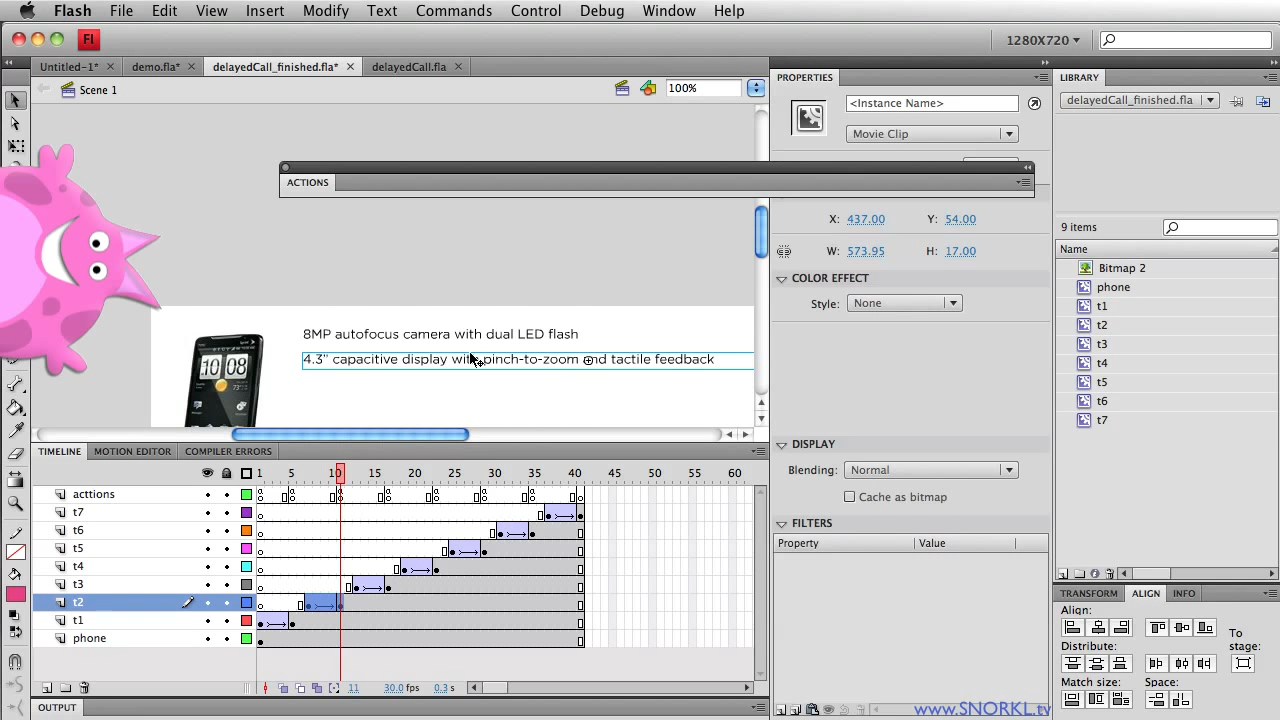 Flash File Edit View Insert Modify Text Commands Control Debug Window Help
Fl 1280X720
Untitled-1* × demo.fla* × delayedCall_finished.fla* × delayedCall.fla ×
Scene 1 100%
PROPERTIES
<Instance Name>
Movie Clip
ACTIONS
X: 437.00 Y: 54.00
W: 573.95 H: 17.00
COLOR EFFECT
Style: None
DISPLAY
Blending: Normal
Cache as bitmap
FILTERS
Property Value
LIBRARY
delayedCall_finished.fla
9 items
Name
Bitmap 2
phone
t1
t2
t3
t4
t5
t6
t7
10 08
8MP autofocus camera with dual LED flash
4.3" capacitive display with pinch-to-zoom and tactile feedback
TIMELINE MOTION EDITOR COMPILER ERRORS
1 5 10 15 20 25 30 35 40 45 50 55 60
acttions
t7
t6
t5
t4
t3
t2
t1
phone
11 30.0 fps 0.3 s
OUTPUT
TRANSFORM ALIGN INFO
Align:
To stage:
Distribute:
Match size: Space:
www.SNORKL.tv